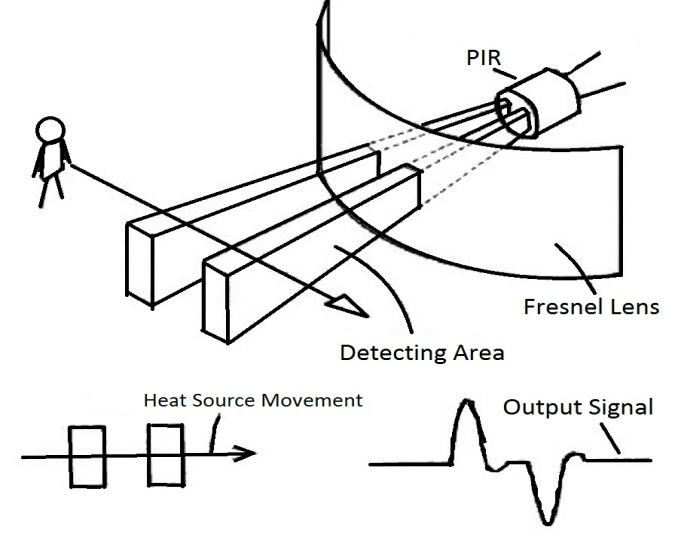 PIR
Fresnel Lens
Detecting Area
Heat Source Movement
Output Signal